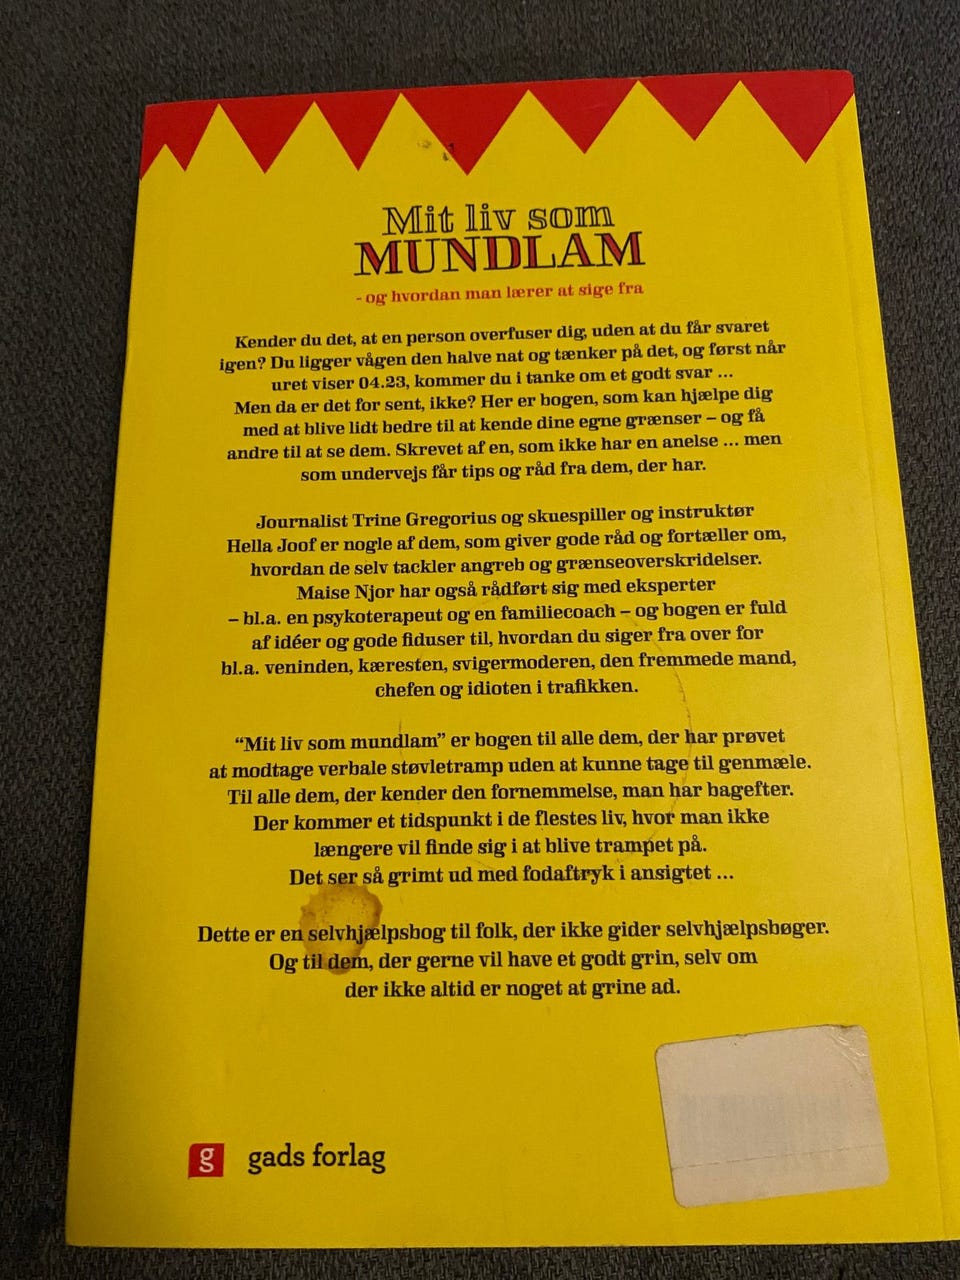 Mit liv som
MUNDLAM
- og hvordan man lærer at sige fra
Kender du det, at en person overfuser dig, uden at du får svaret
igen? Du ligger vågen den halve nat og tænker på det, og først når
uret viser 04.23, kommer du i tanke om et godt svar ...
Men da er det for sent, ikke? Her er bogen, som kan hjælpe dig
med at blive lidt bedre til at kende dine egne grænser – og få
andre til at se dem. Skrevet af en, som ikke har en anelse ... men
som undervejs får tips og råd fra dem, der har.
Journalist Trine Gregorius og skuespiller og instruktør
Hella Joof er nogle af dem, som giver gode råd og fortæller om,
hvordan de selv tackler angreb og grænseoverskridelser.
Maise Njor har også rådført sig med eksperter
– bl.a. en psykoterapeut og en familiecoach – og bogen er fuld
af idéer og gode fiduser til, hvordan du siger fra over for
bl.a. veninden, kæresten, svigermoderen, den fremmede mand,
chefen og idioten i trafikken.
“Mit liv som mundlam” er bogen til alle dem, der har prøvet
at modtage verbale støvletramp uden at kunne tage til genmæle.
Til alle dem, der kender den fornemmelse, man har bagefter.
Der kommer et tidspunkt i de flestes liv, hvor man ikke
længere vil finde sig i at blive trampet på.
Det ser så grimt ud med fodaftryk i ansigtet ...
Dette er en selvhjælpsbog til folk, der ikke gider selvhjælpsbøger.
Og til dem, der gerne vil have et godt grin, selv om
der ikke altid er noget at grine ad.
g gads forlag